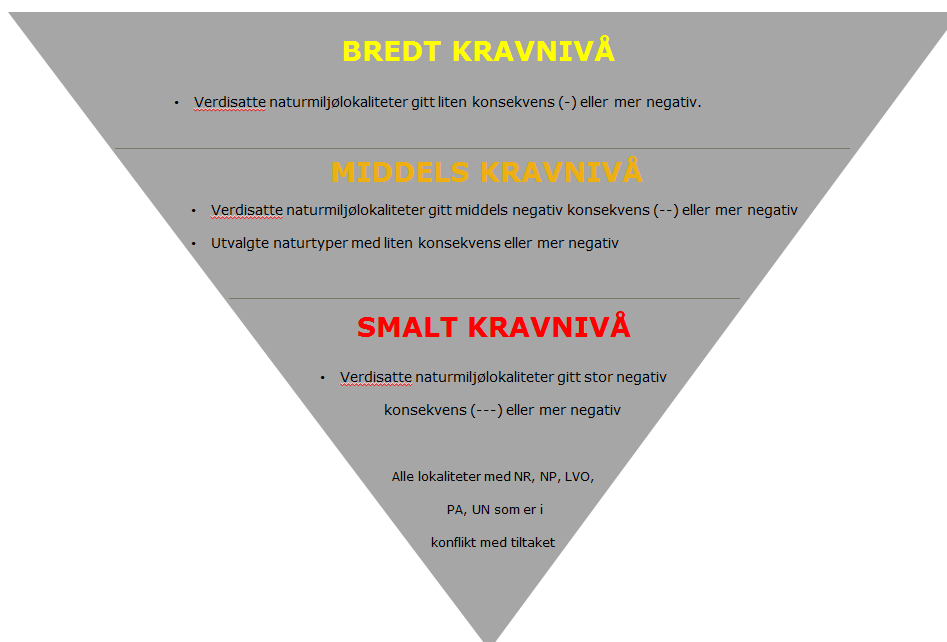 BREDT KRAVNIVÅ
• Verdisatte naturmiljølokaliteter gitt liten konsekvens (-) eller mer negativ.
MIDDELS KRAVNIVÅ
• Verdisatte naturmiljølokaliteter gitt middels negativ konsekvens (--) eller mer negativ
• Utvalgte naturtyper med liten konsekvens eller mer negativ
SMALT KRAVNIVÅ
• Verdisatte naturmiljølokaliteter gitt stor negativ
konsekvens (---) eller mer negativ
Alle lokaliteter med NR, NP, LVO,
PA, UN som er i
konflikt med tiltaket